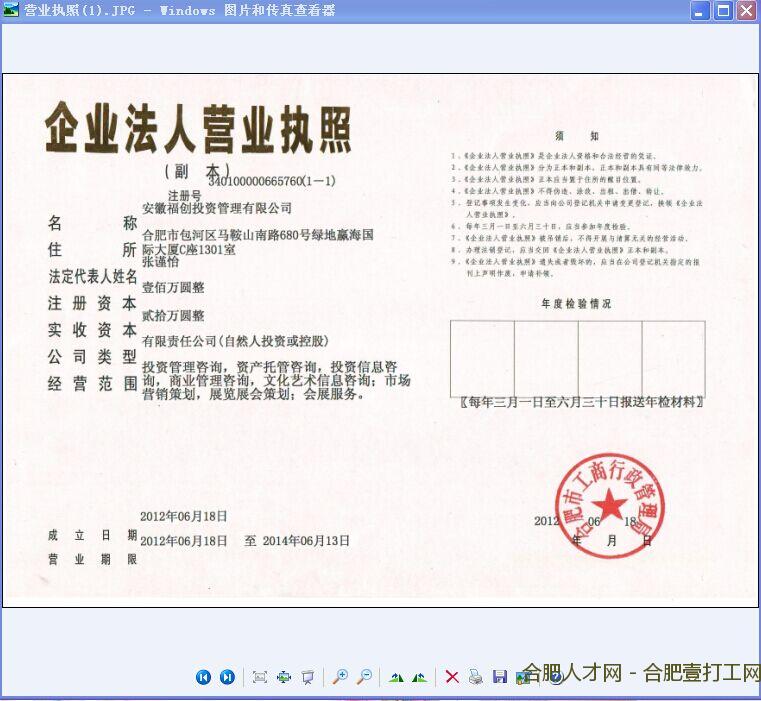 营业执照(1).JPG - Windows 图片和传真查看器
企业法人营业执照
(副 本)
340100000665760(1-1)
注册号
安徽福创投资管理有限公司
名 称
合肥市包河区马鞍山南路680号绿地赢海国
住 所
际大厦C座1301室
张谨怡
法定代表人姓名
壹佰万圆整
注册资本
贰拾万圆整
实收资本
有限责任公司(自然人投资或控股)
公司类型
投资管理咨询，资产托管咨询，投资信息咨
经营范围
询，商业管理咨询，文化艺术信息咨询；市场
营销策划，展览展会策划；会展服务。
2012年06月18日
成立日期
2012年06月18日 至 2014年06月13日
营业期限
须 知
1．《企业法人营业执照》是企业法人资格和合法经营的凭证。
2．《企业法人营业执照》分为正本和副本，正本和副本具有同等法律效力。
3．《企业法人营业执照》正本应当置于住所的醒目位置。
4．《企业法人营业执照》不得伪造、涂改、出租、出借、转让。
5．登记事项发生变化，应当向公司登记机关申请变更登记，换领《企业法
人营业执照》。
6．每年三月一日至六月三十日，应当参加年度检验。
7．《企业法人营业执照》被吊销后，不得开展与清算无关的经营活动。
8．办理注销登记，应当交回《企业法人营业执照》正本和副本。
9．《企业法人营业执照》遗失或者毁坏的，应当在公司登记机关指定的报
刊上声明作废，申请补领。
年度检验情况
〖每年三月一日至六月三十日报送年检材料〗
合肥市工商行政管理局
2012 06 18
年 月 日
合肥人才网 - 合肥壹打工网